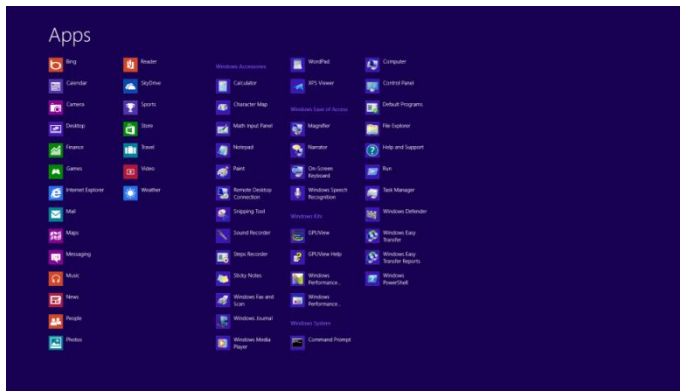 Apps
Bing
Calendar
Camera
Desktop
Finance
Games
Internet Explorer
Mail
Maps
Messaging
Music
News
People
Photos
Reader
SkyDrive
Sports
Store
Travel
Video
Weather
Windows Accessories
Calculator
Character Map
Math Input Panel
Notepad
Paint
Remote Desktop
Connection
Snipping Tool
Sound Recorder
Steps Recorder
Sticky Notes
Windows Fax and
Scan
Windows Journal
Windows Media
Player
WordPad
XPS Viewer
Windows Ease of Access
Magnifier
Narrator
On-Screen
Keyboard
Windows Speech
Recognition
Windows Kits
GPUView
GPUView Help
Windows
Performance...
Windows
Performance...
Windows System
Command Prompt
Computer
Control Panel
Default Programs
File Explorer
Help and Support
Run
Task Manager
Windows Defender
Windows Easy
Transfer
Windows Easy
Transfer Reports
Windows
PowerShell